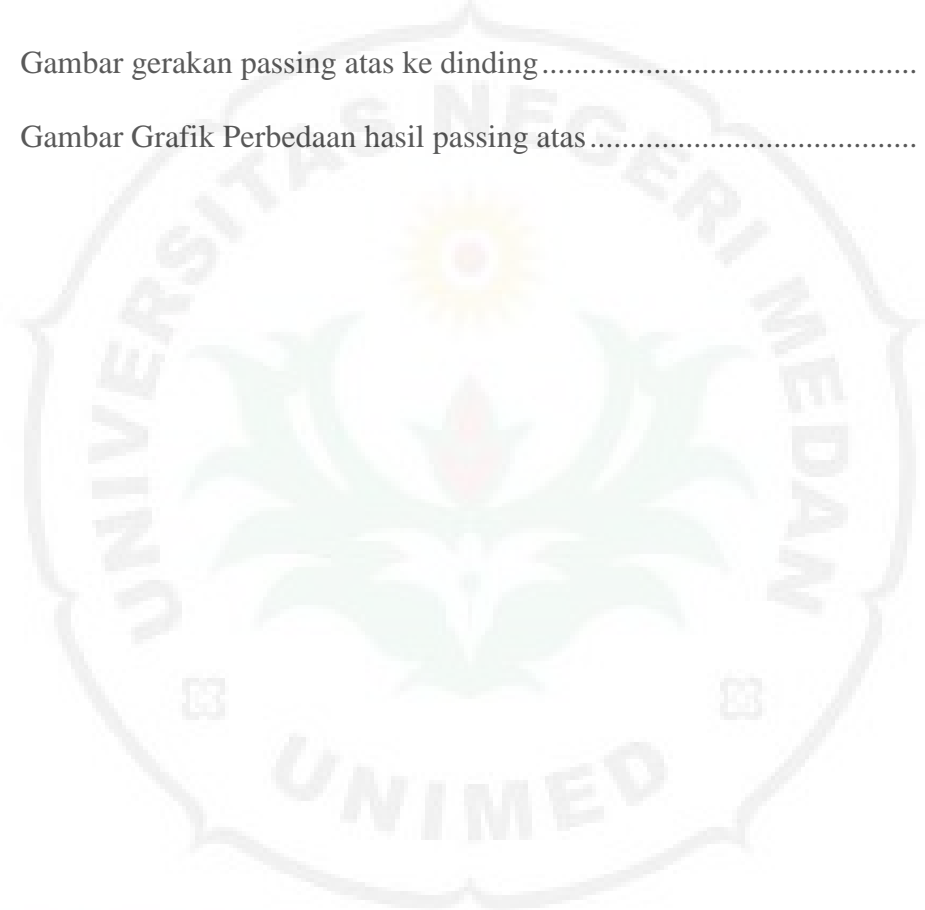 Gambar gerakan passing atas ke dinding..............................................
Gambar Grafik Perbedaan hasil passing atas........................................
UNIVERSITAS NEGERI MEDAN
UNIMED